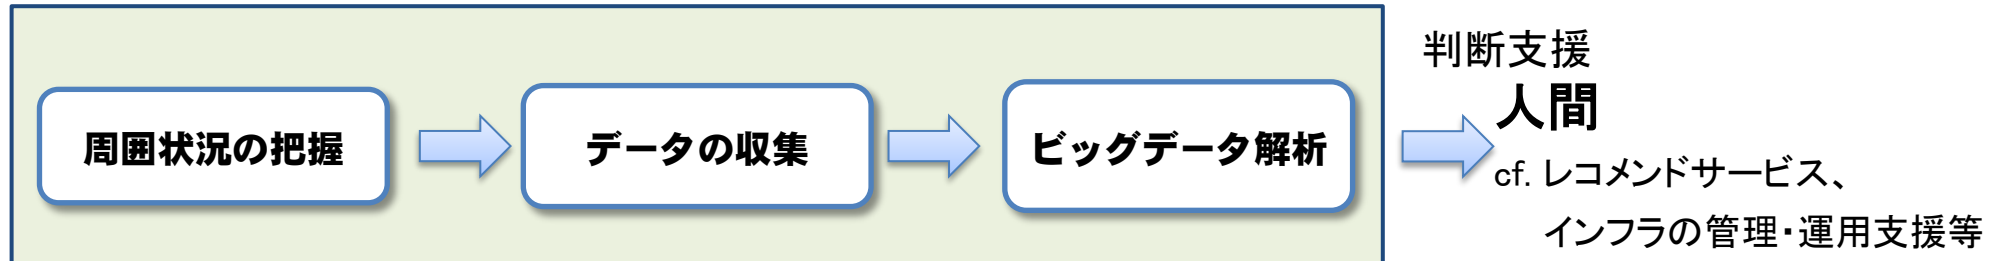 周囲状況の把握
データの収集
ビッグデータ解析
判断支援
人間
cf. レコメンドサービス、
インフラの管理・運用支援等